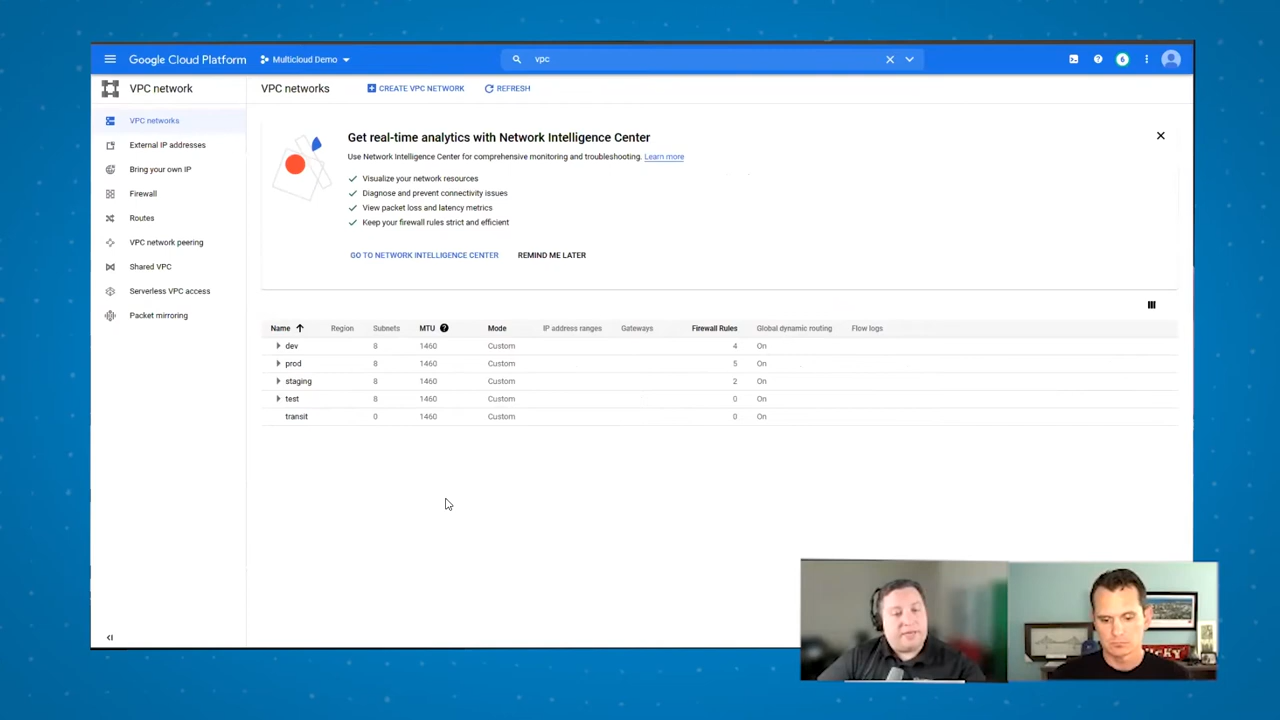 Google Cloud Platform
Multicloud Demo
vpc
6
VPC network
VPC networks
CREATE VPC NETWORK
REFRESH
VPC networks
External IP addresses
Bring your own IP
Firewall
Routes
VPC network peering
Shared VPC
Serverless VPC access
Packet mirroring
Get real-time analytics with Network Intelligence Center
Use Network Intelligence Center for comprehensive monitoring and troubleshooting. Learn more
Visualize your network resources
Diagnose and prevent connectivity issues
View packet loss and latency metrics
Keep your firewall rules strict and efficient
GO TO NETWORK INTELLIGENCE CENTER REMIND ME LATER
Name Region Subnets MTU Mode IP address ranges Gateways Firewall Rules Global dynamic routing Flow logs
dev 8 1460 Custom 4 On
prod 8 1460 Custom 5 On
staging 8 1460 Custom 2 On
test 8 1460 Custom 0 On
transit 0 1460 Custom 0 On